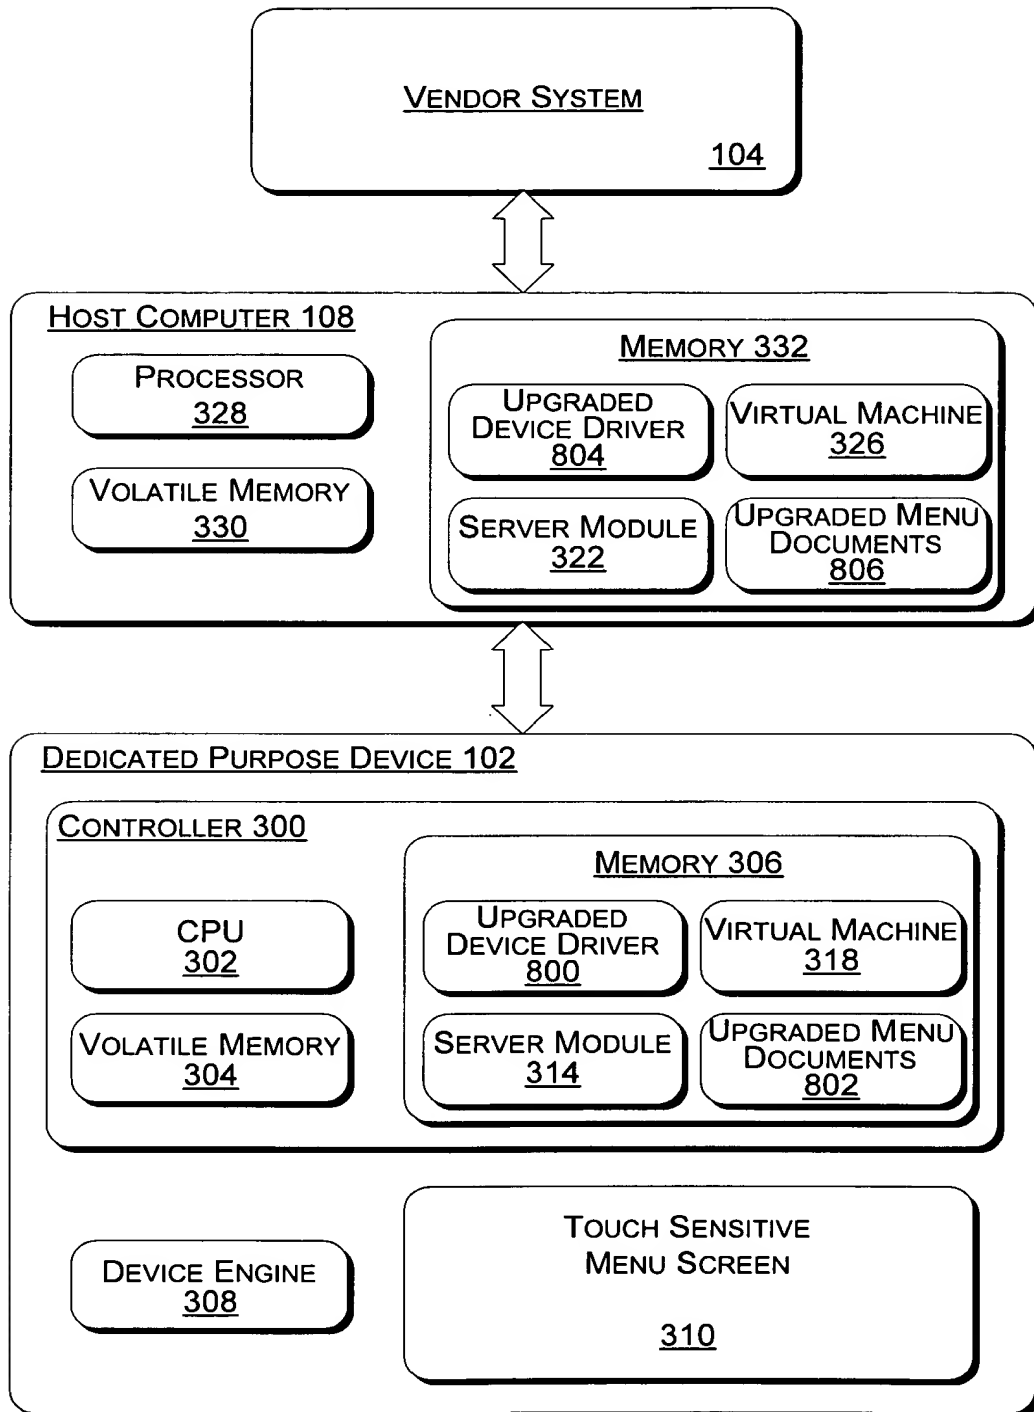 VENDOR SYSTEM
104
HOST COMPUTER 108
PROCESSOR
328
VOLATILE MEMORY
330
MEMORY 332
UPGRADED
DEVICE DRIVER
804
VIRTUAL MACHINE
326
SERVER MODULE
322
UPGRADED MENU
DOCUMENTS
806
DEDICATED PURPOSE DEVICE 102
CONTROLLER 300
CPU
302
VOLATILE MEMORY
304
MEMORY 306
UPGRADED
DEVICE DRIVER
800
VIRTUAL MACHINE
318
SERVER MODULE
314
UPGRADED MENU
DOCUMENTS
802
DEVICE ENGINE
308
TOUCH SENSITIVE
MENU SCREEN
310